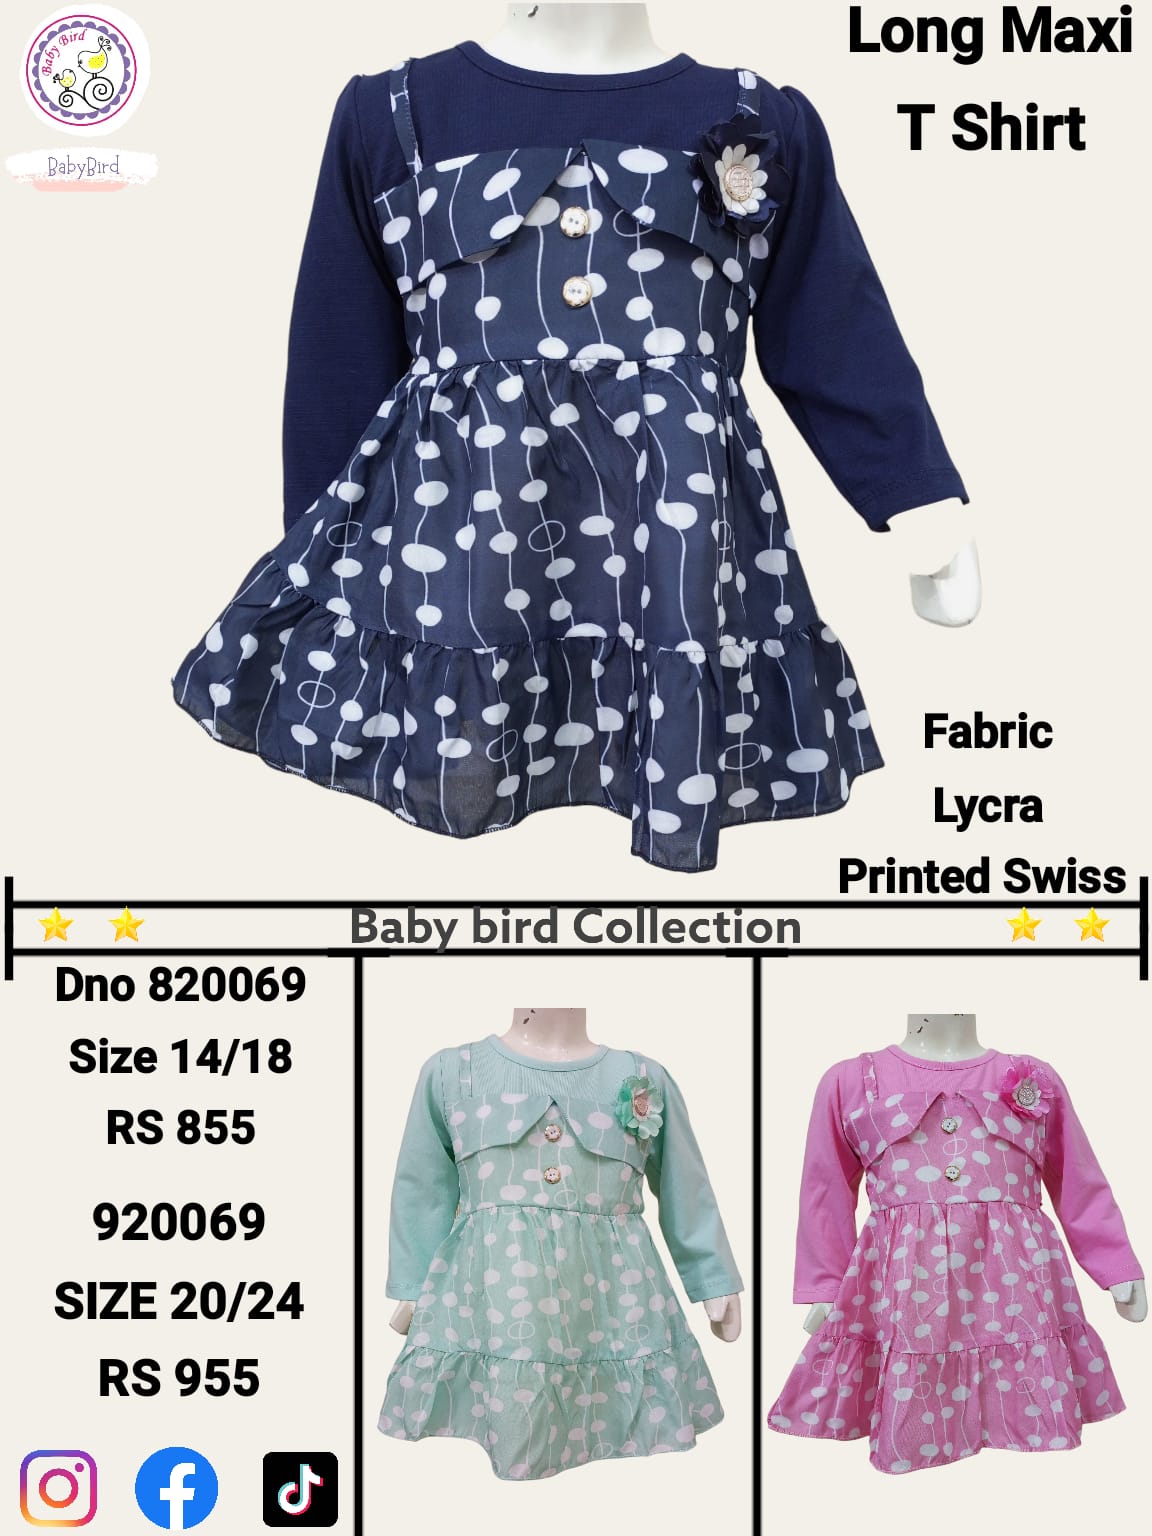 Baby Bird
BabyBird
Long Maxi
T Shirt
Fabric
Lycra
Printed Swiss
Baby bird Collection
Dno 820069
Size 14/18
RS 855
920069
SIZE 20/24
RS 955